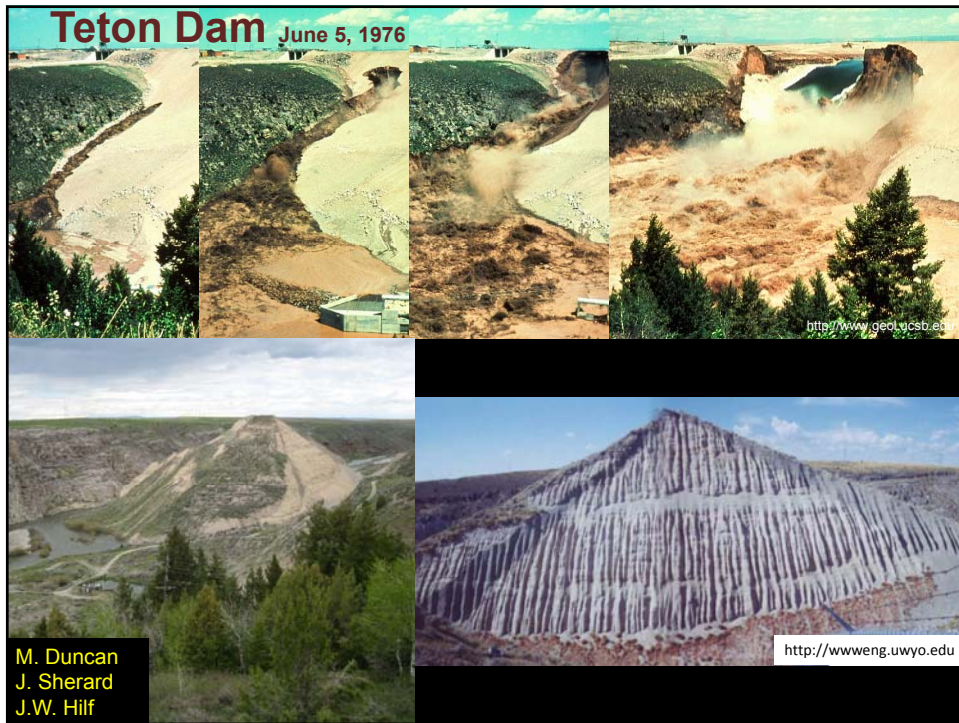 Teton Dam June 5, 1976
http://www.geol.ucsb.edu
http://wwweng.uwyo.edu
M. Duncan
J. Sherard
J.W. Hilf